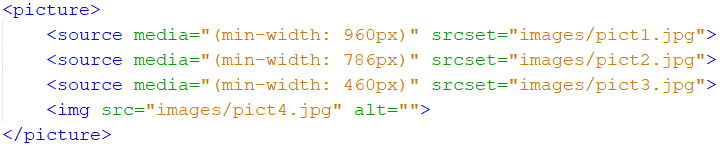 <picture>
    <source media="(min-width: 960px)" srcset="images/pict1.jpg">
    <source media="(min-width: 786px)" srcset="images/pict2.jpg">
    <source media="(min-width: 460px)" srcset="images/pict3.jpg">
    <img src="images/pict4.jpg" alt="">
</picture>